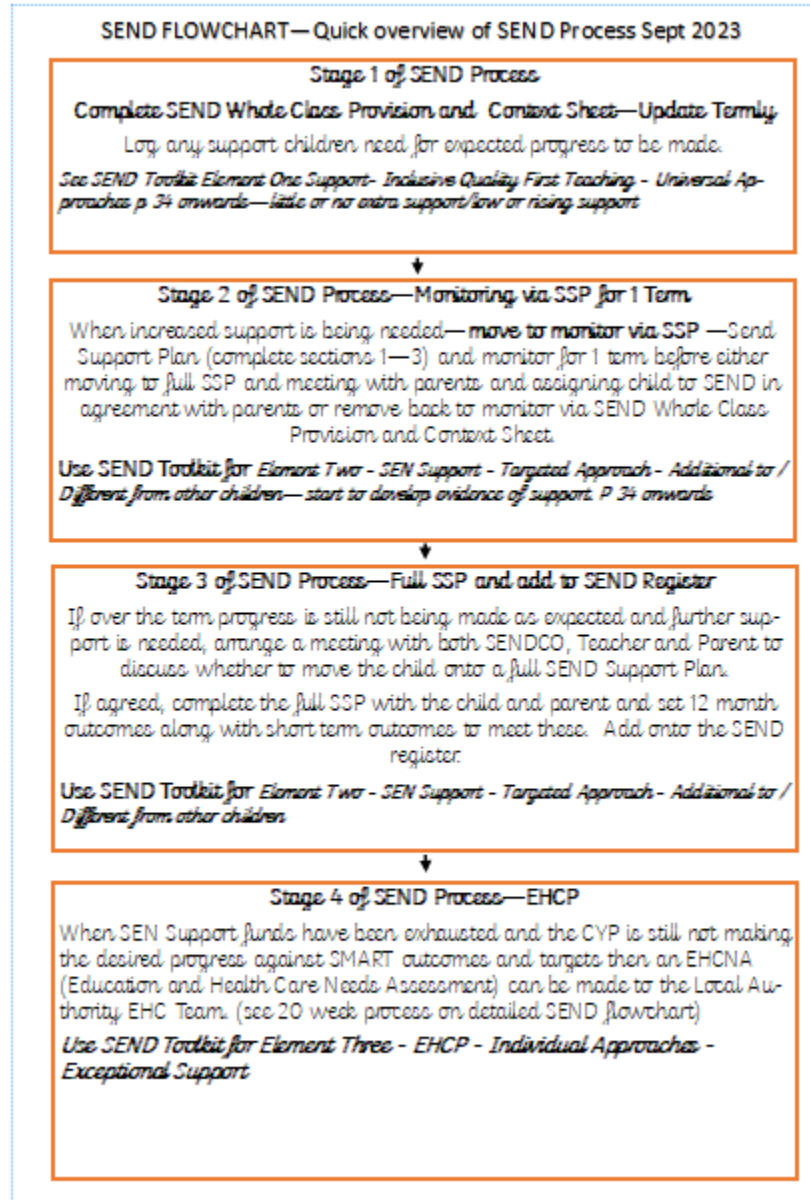 SEND FLOWCHART—Quick overview of SEND Process Sept 2023
Stage 1 of SEND Process
Complete SEND Whole Class Provision and Context Sheet—Update Termly
Log any support children need for expected progress to be made.
See SEND Toolkit Element One Support- Inclusive Quality First Teaching - Universal Ap-
proaches p 34 onwards—little or no extra support/low or rising support
Stage 2 of SEND Process—Monitoring via SSP for 1 Term
When increased support is being needed—move to monitor via SSP —Send
Support Plan (complete sections 1—3) and monitor for 1 term before either
moving to full SSP and meeting with parents and assigning child to SEND in
agreement with parents or remove back to monitor via SEND Whole Class
Provision and Context Sheet.
Use SEND Toolkit for Element Two - SEN Support - Targeted Approach - Additional to /
Different from other children—start to develop evidence of support. P 34 onwards
Stage 3 of SEND Process—Full SSP and add to SEND Register
If over the term progress is still not being made as expected and further sup-
port is needed, arrange a meeting with both SENDCO, Teacher and Parent to
discuss whether to move the child onto a full SEND Support Plan.
If agreed, complete the full SSP with the child and parent and set 12 month
outcomes along with short term outcomes to meet these. Add onto the SEND
register.
Use SEND Toolkit for Element Two - SEN Support - Targeted Approach - Additional to /
Different from other children
Stage 4 of SEND Process—EHCP
When SEN Support funds have been exhausted and the CYP is still not making
the desired progress against SMART outcomes and targets then an EHCNA
(Education and Health Care Needs Assessment) can be made to the Local Au-
thority EHC Team. (see 20 week process on detailed SEND flowchart)
Use SEND Toolkit for Element Three - EHCP - Individual Approaches -
Exceptional Support